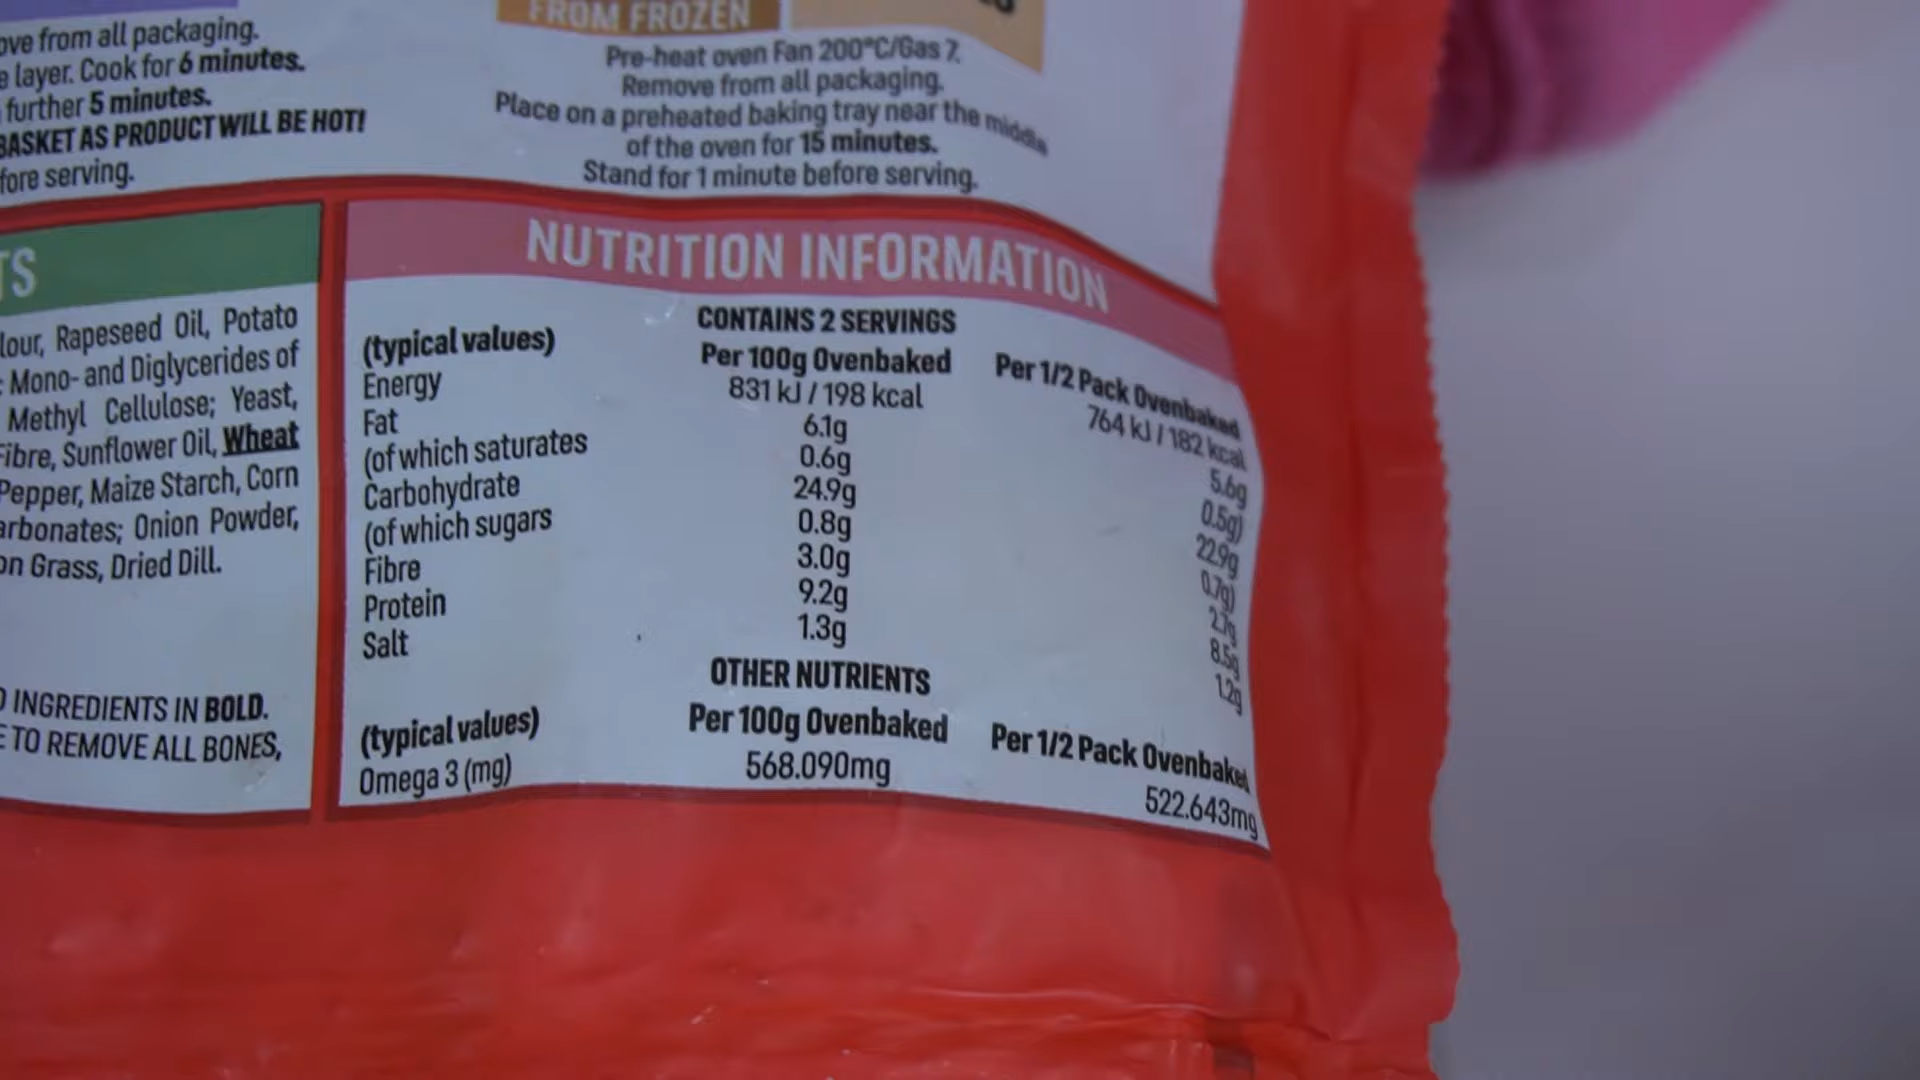 ove from all packaging.
layer. Cook for 6 minutes.
further 5 minutes.
BASKET AS PRODUCT WILL BE HOT!
fore serving.
FROM FROZEN
Pre-heat oven Fan 200°C/Gas 7.
Remove from all packaging.
Place on a preheated baking tray near the middle
of the oven for 15 minutes.
Stand for 1 minute before serving.
TS
lour, Rapeseed Oil, Potato
Mono- and Diglycerides of
Methyl Cellulose; Yeast,
Fibre, Sunflower Oil, Wheat
Pepper, Maize Starch, Corn
arbonates; Onion Powder,
on Grass, Dried Dill.
INGREDIENTS IN BOLD.
TO REMOVE ALL BONES,
NUTRITION INFORMATION
CONTAINS 2 SERVINGS
(typical values) Per 100g Ovenbaked Per 1/2 Pack Ovenbaked
Energy 831 kJ / 198 kcal 764 kJ / 182 kcal
Fat 6.1g 5.6g
(of which saturates 0.6g 0.5g)
Carbohydrate 24.9g 22.9g
(of which sugars 0.8g 0.7g)
Fibre 3.0g 2.7g
Protein 9.2g 8.5g
Salt 1.3g 1.2g
OTHER NUTRIENTS
(typical values) Per 100g Ovenbaked Per 1/2 Pack Ovenbaked
Omega 3 (mg) 568.090mg 522.643mg